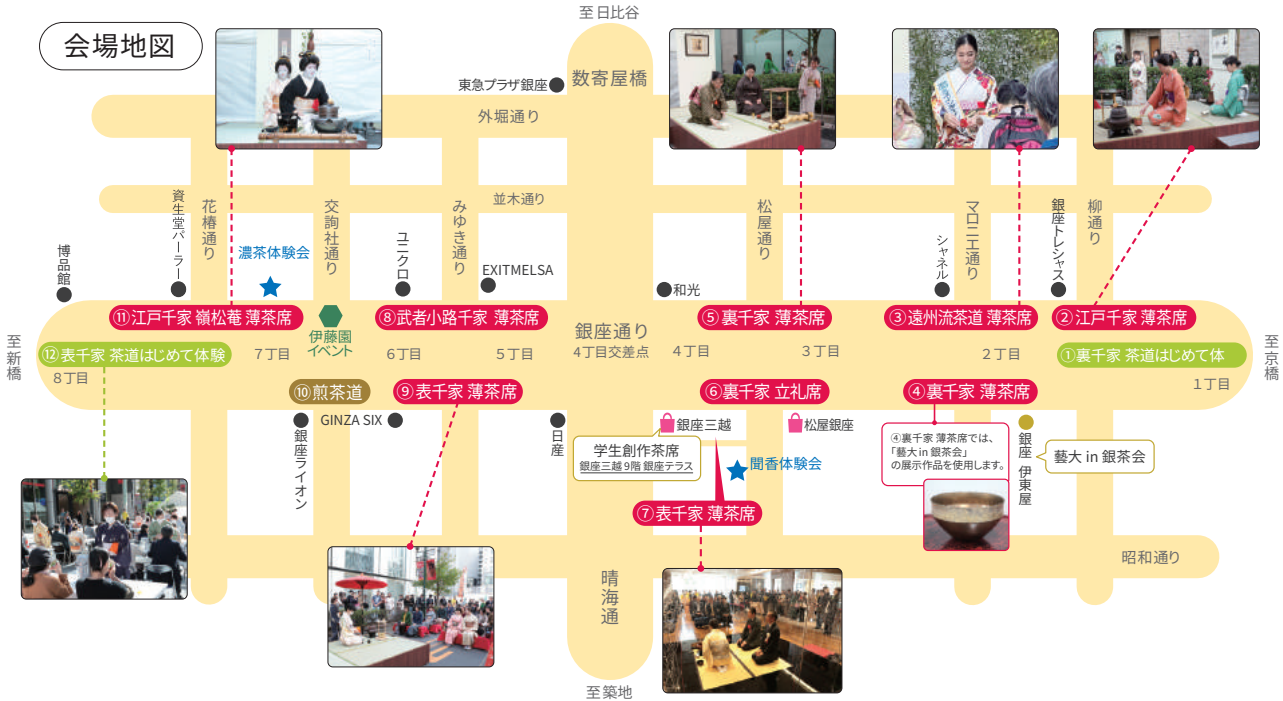 会場地図
至日比谷
数寄屋橋
東急プラザ銀座
外堀通り
並木通り
花椿通り
交詢社通り
みゆき通り
松屋通り
マロニエ通り
柳通り
資生堂パーラー
博品館
濃茶体験会
ユニクロ
EXITMELSA
和光
シャネル
銀座トレシャス
⑪江戸千家 嶺松菴 薄茶席
伊藤園
イベント
⑧武者小路千家 薄茶席
銀座通り
4丁目交差点
⑤裏千家 薄茶席
③遠州流茶道 薄茶席
②江戸千家 薄茶席
至新橋
⑫表千家 茶道はじめて体験
8丁目
7丁目
6丁目
5丁目
4丁目
3丁目
2丁目
①裏千家 茶道はじめて体
1丁目
至京橋
⑩煎茶道
⑨表千家 薄茶席
⑥裏千家 立礼席
④裏千家 薄茶席
銀座ライオン
GINZA SIX
日産
銀座三越
松屋銀座
学生創作茶席
銀座三越9階 銀座テラス
聞香体験会
④裏千家 薄茶席では、
「藝大 in 銀茶会」
の展示作品を使用します。
銀座 伊東屋
藝大 in 銀茶会
⑦表千家 薄茶席
昭和通り
晴海通
至築地